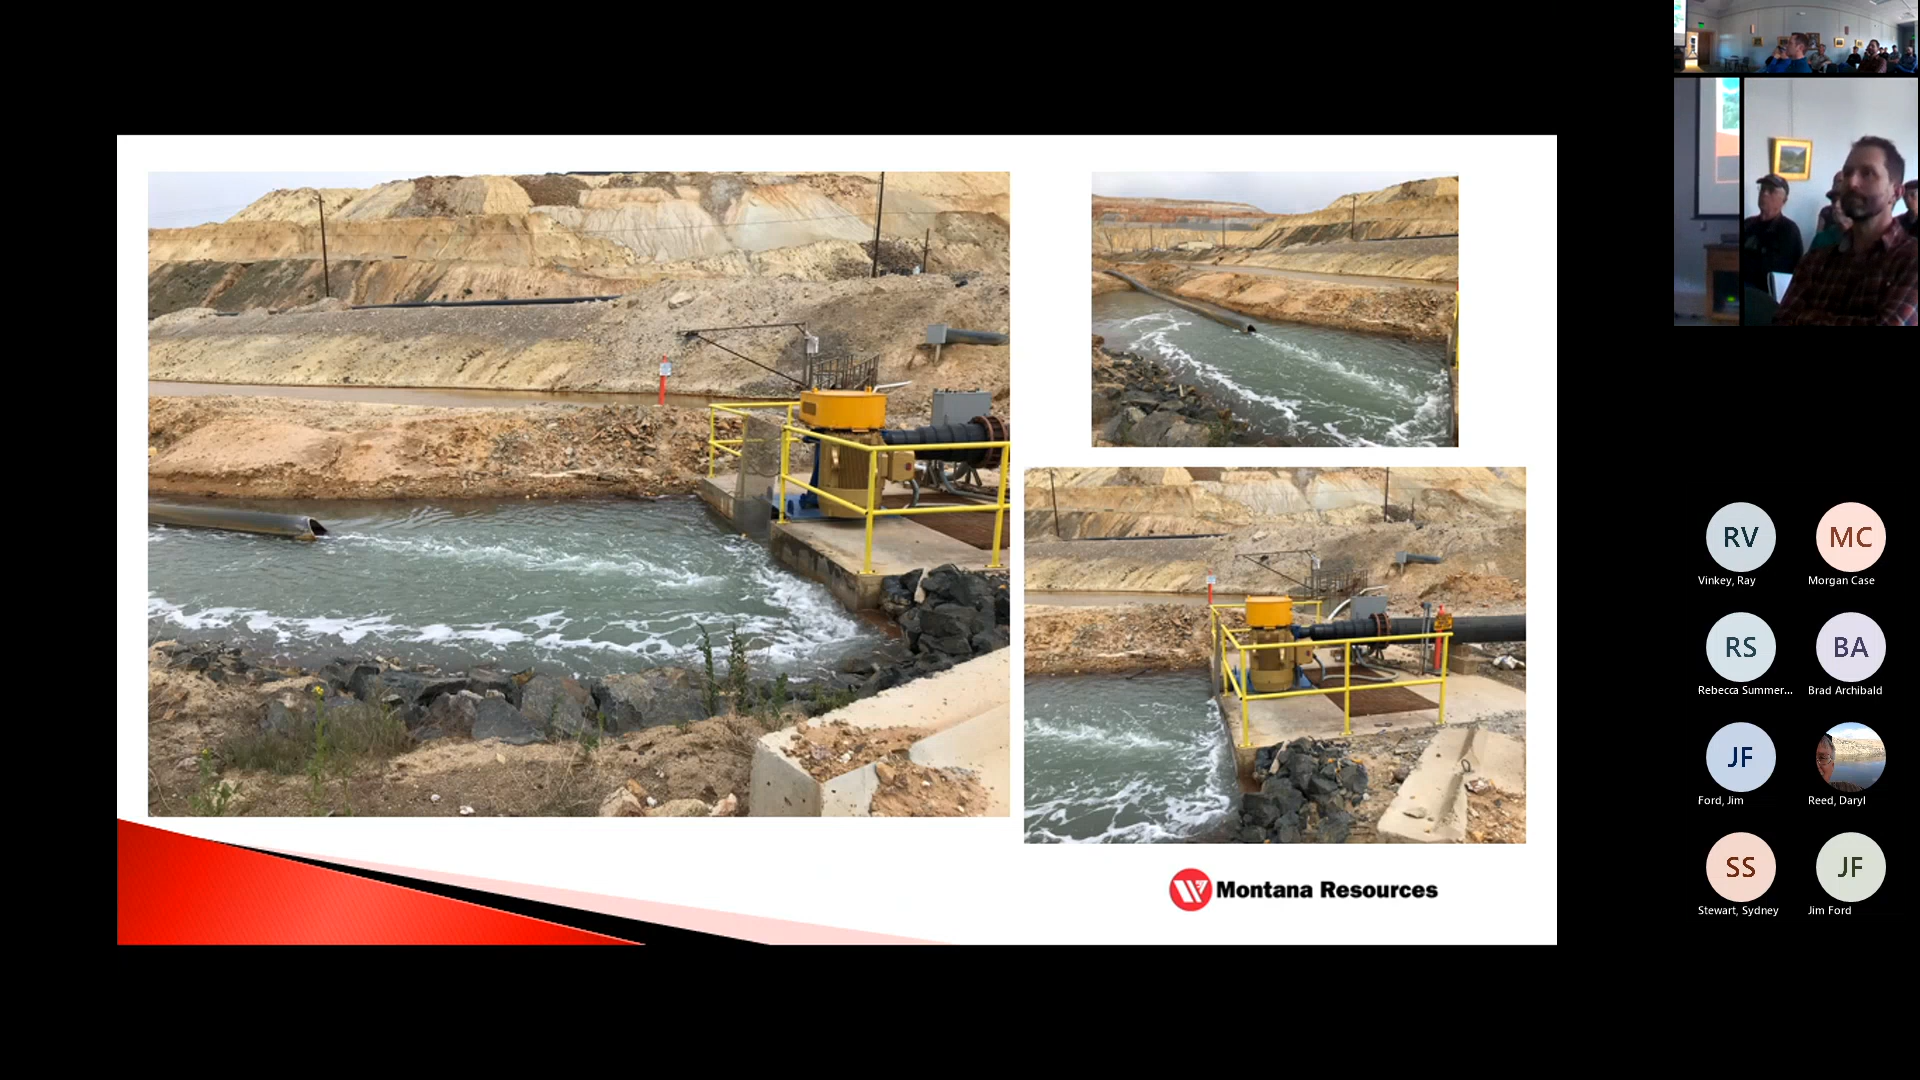 Montana Resources
RV
Vinkey, Ray
MC
Morgan Case
RS
Rebecca Summer...
BA
Brad Archibald
JF
Ford, Jim
Reed, Daryl
SS
Stewart, Sydney
JF
Jim Ford